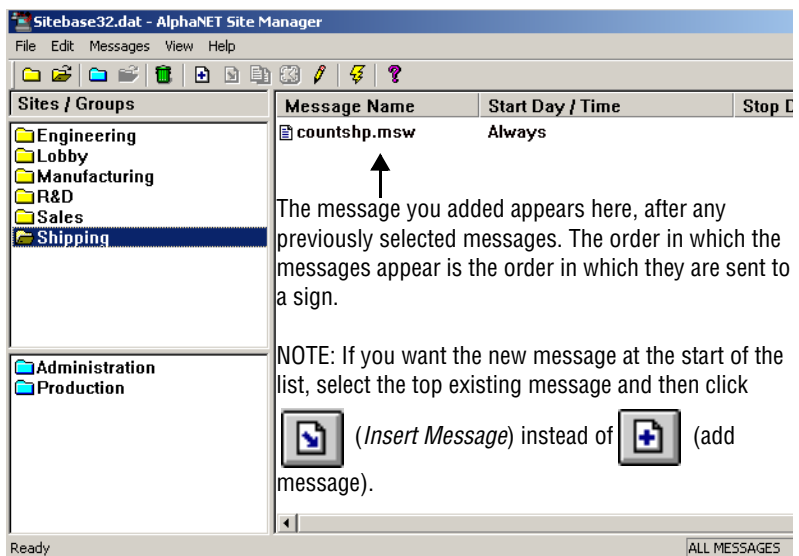 Sitebase32.dat - AlphaNET Site Manager
File Edit Messages View Help
Sites / Groups
Message Name Start Day / Time Stop D
Engineering
Lobby
Manufacturing
R&D
Sales
Shipping
countshp.msw Always
The message you added appears here, after any
previously selected messages. The order in which the
messages appear is the order in which they are sent to
a sign.
NOTE: If you want the new message at the start of the
list, select the top existing message and then click
(Insert Message) instead of (add
message).
Administration
Production
Ready ALL MESSAGES